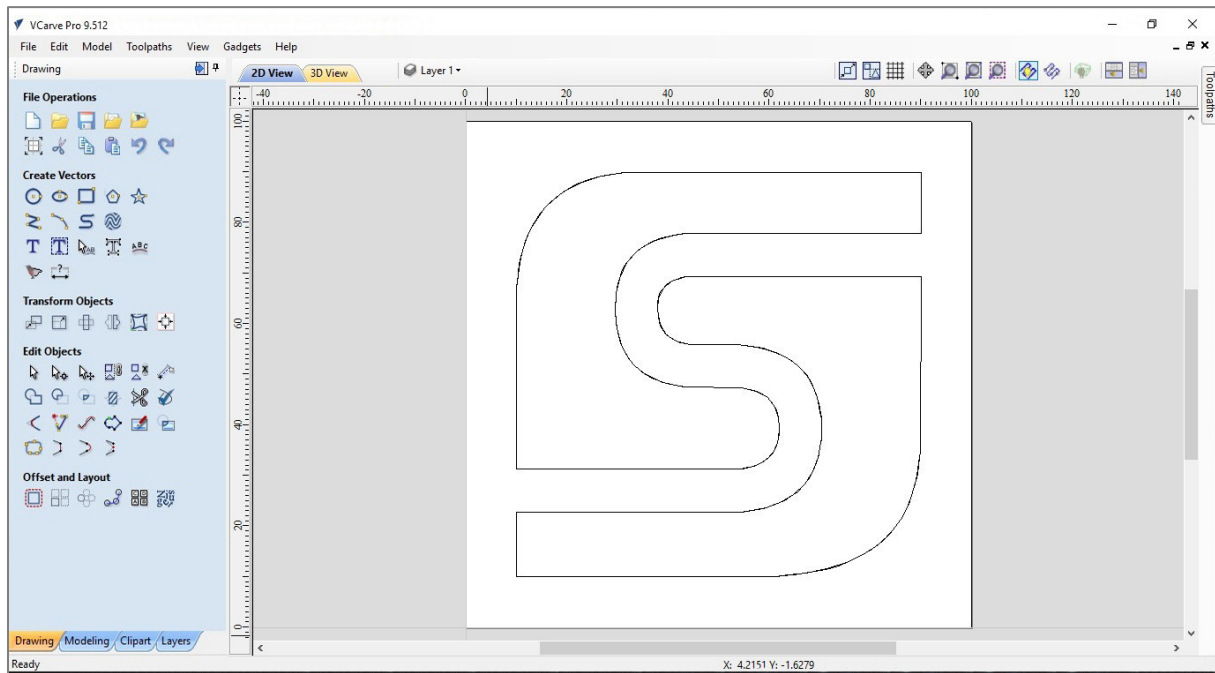 VCarve Pro 9.512
File Edit Model Toolpaths View Gadgets Help
Drawing
2D View 3D View Layer 1
Toolpaths
-40 -20 0 20 40 60 80 100 120 140
100
80
60
40
20
0
File Operations
Create Vectors
Transform Objects
Edit Objects
Offset and Layout
Drawing Modeling Clipart Layers
Ready
X: 4.2151 Y: -1.6279